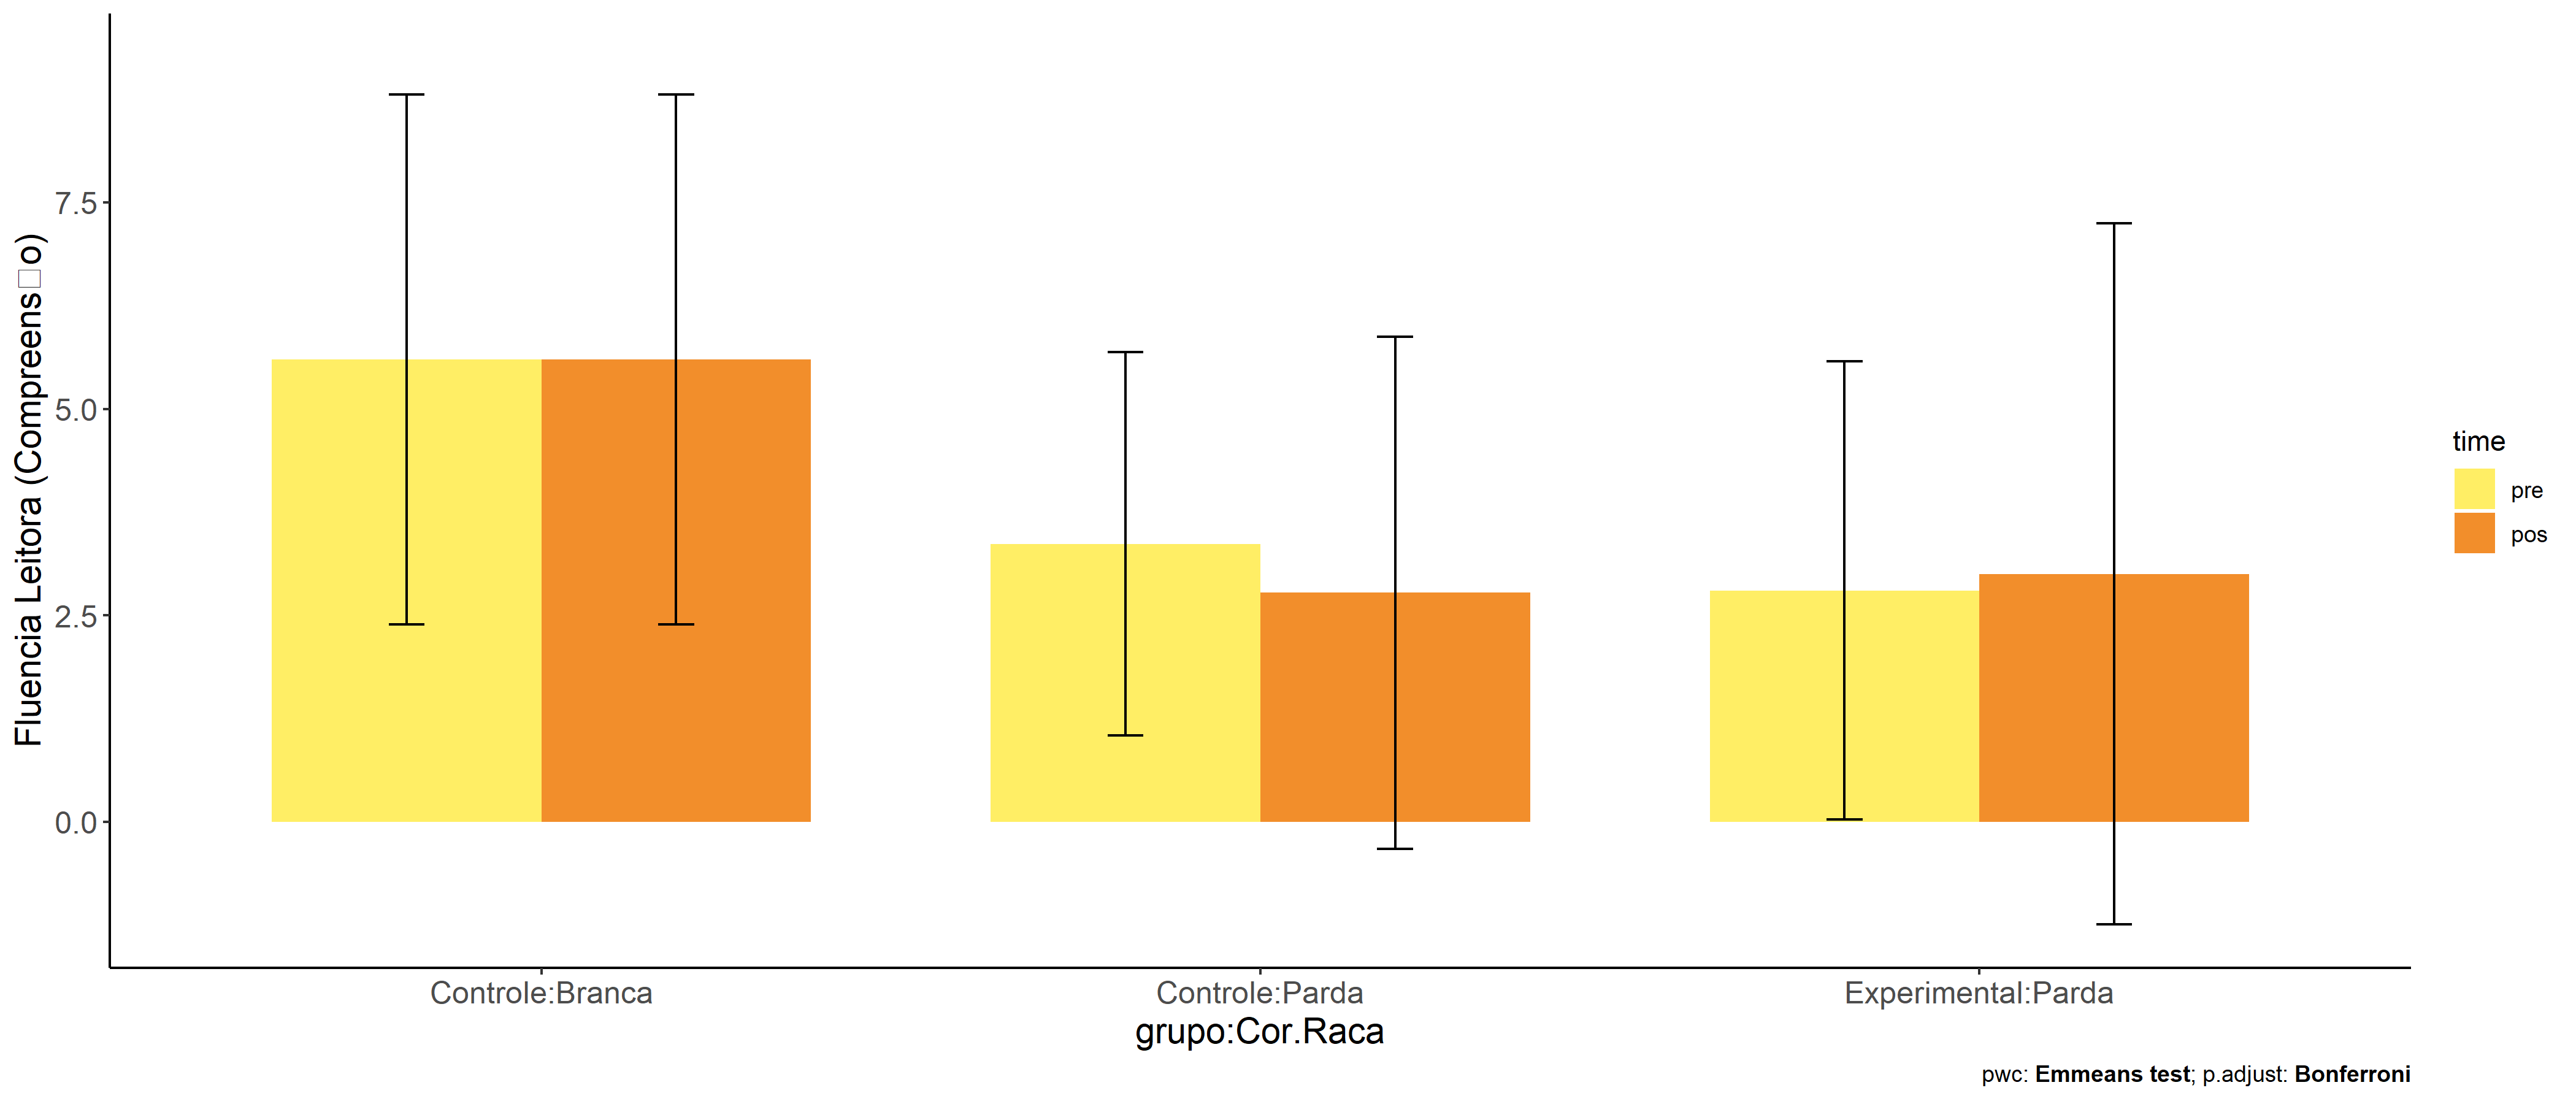 Fluencia Leitora (Compreens□o)
7.5
5.0
2.5
0.0
Controle:Branca
Controle:Parda
Experimental:Parda
grupo:Cor.Raca
time
pre
pos
pwc: Emmeans test; p.adjust: Bonferroni